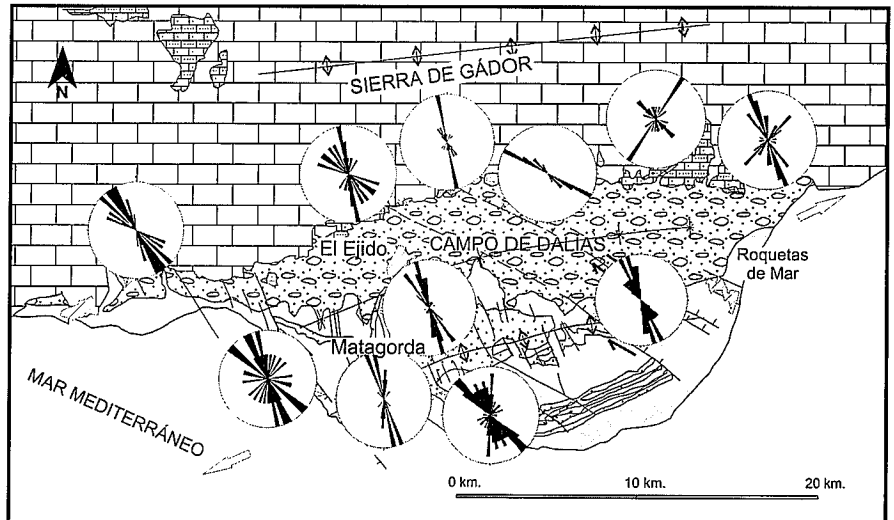 N
SIERRA DE GÁDOR
El Ejido
CAMPO DE DALIAS
Roquetas
de Mar
Matagorda
MAR MEDITERRÁNEO
0 km.
10 km.
20 km.